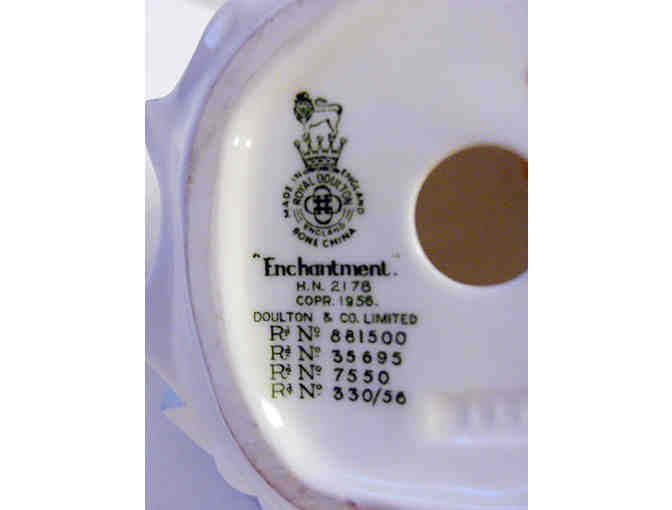 MADE IN ENGLAND
ROYAL DOULTON
ENGLAND
BONE CHINA
"Enchantment."
H.N. 2178
COPR. 1956.
DOULTON & CO. LIMITED
Rᵈ Nº 881500
Rᵈ Nº 35695
Rᵈ Nº 7550
Rᵈ Nº 330/56